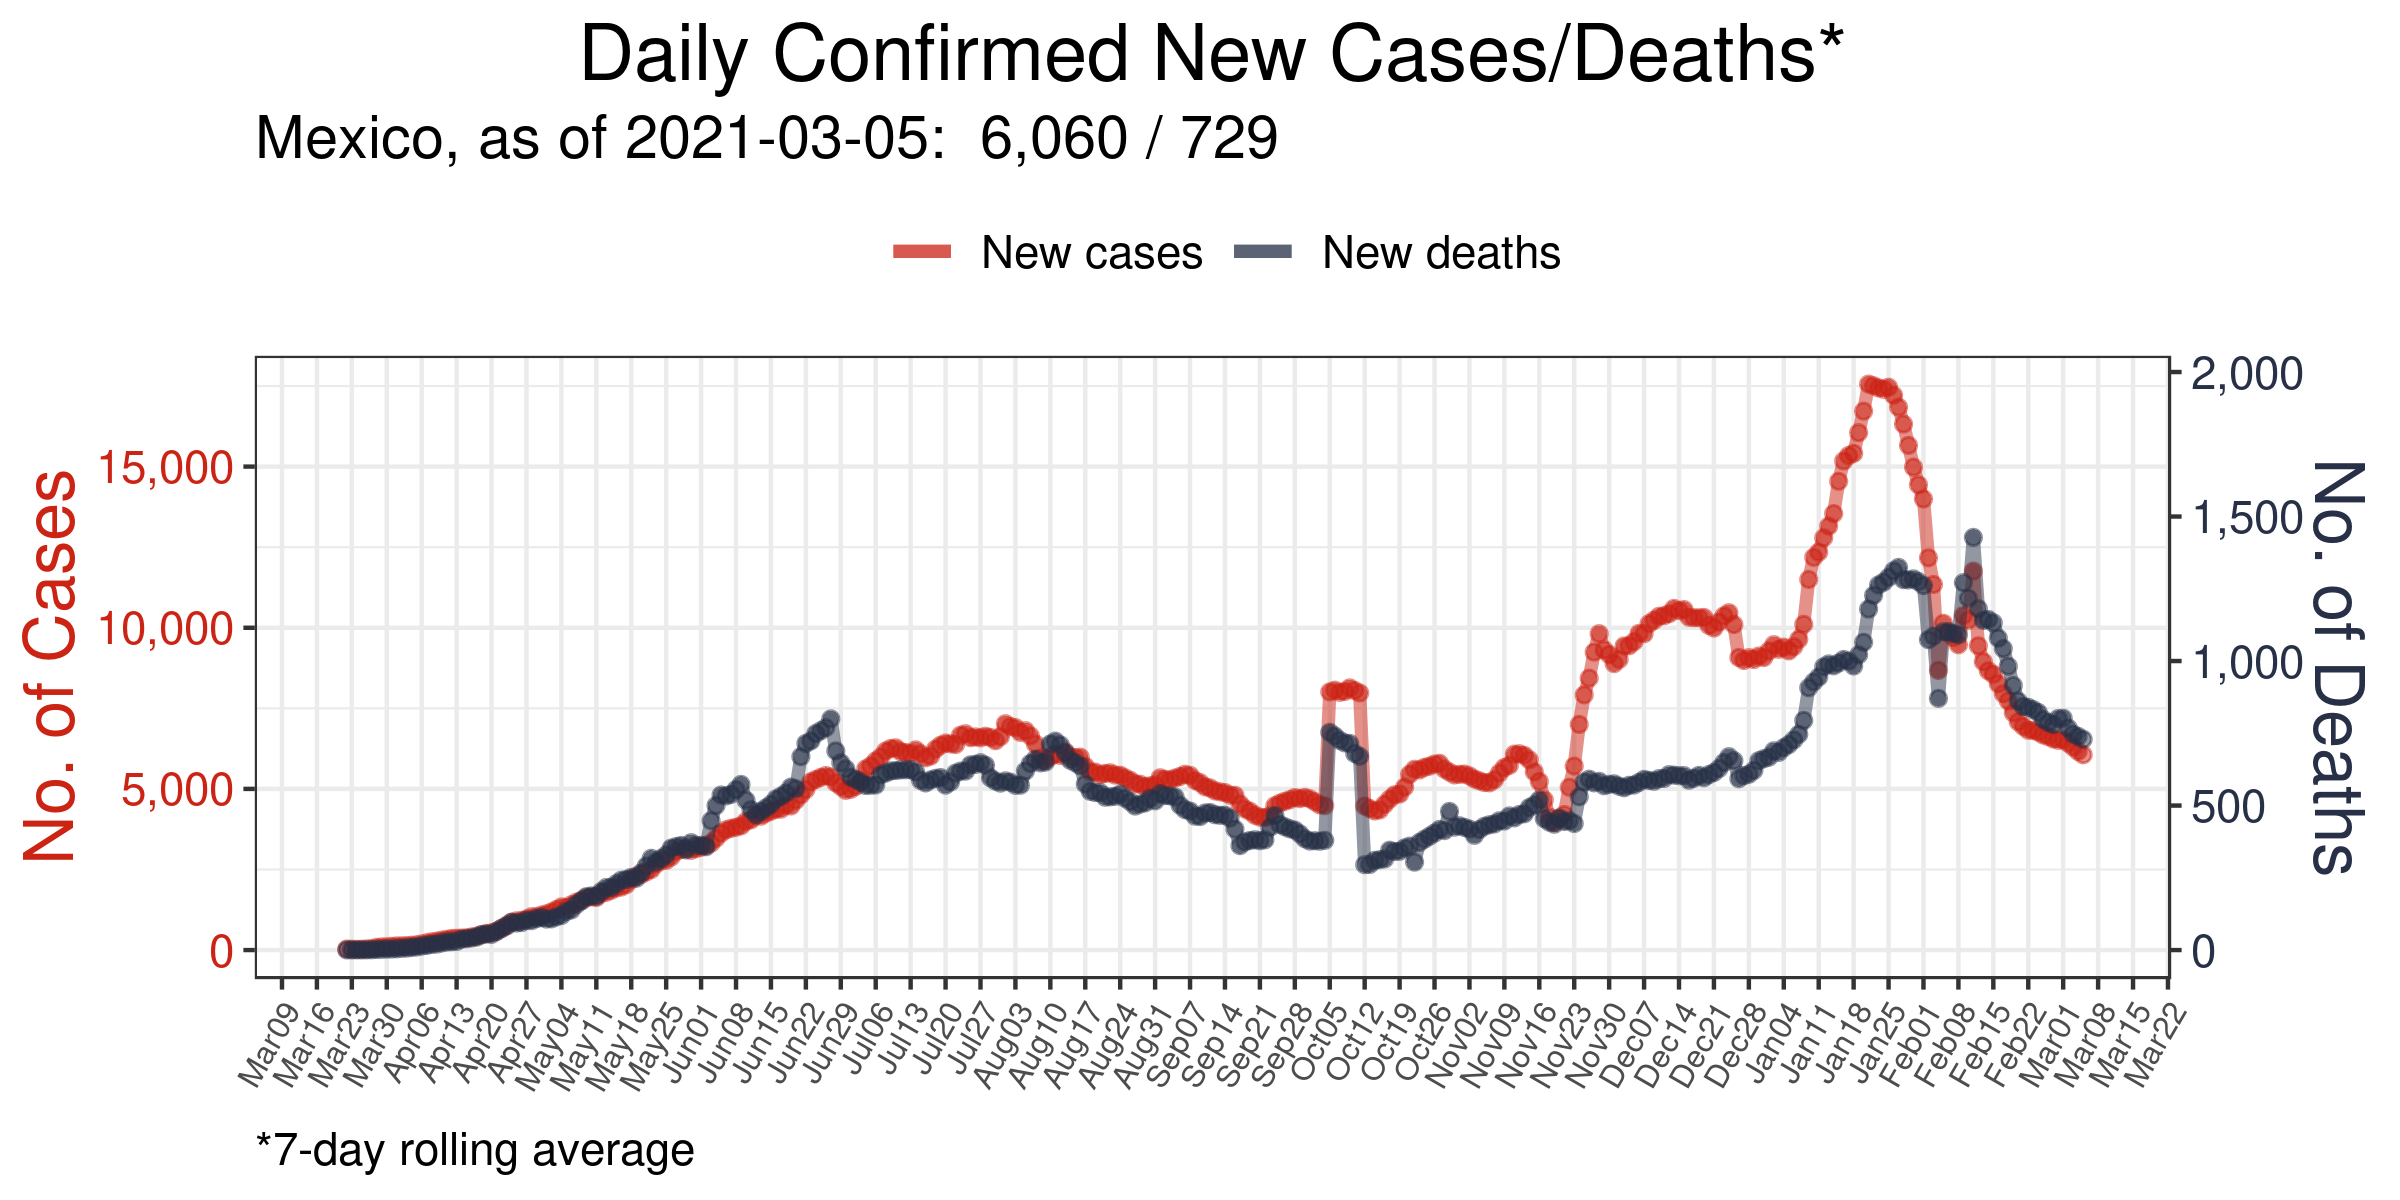 Daily Confirmed New Cases/Deaths*
Mexico, as of 2021-03-05:  6,060 / 729
New cases
New deaths
No. of Cases
15,000
10,000
5,000
0
2,000
1,500
1,000
500
0
No. of Deaths
Mar09
Mar16
Mar23
Mar30
Apr06
Apr13
Apr20
Apr27
May04
May11
May18
May25
Jun01
Jun08
Jun15
Jun22
Jun29
Jul06
Jul13
Jul20
Jul27
Aug03
Aug10
Aug17
Aug24
Aug31
Sep07
Sep14
Sep21
Sep28
Oct05
Oct12
Oct19
Oct26
Nov02
Nov09
Nov16
Nov23
Nov30
Dec07
Dec14
Dec21
Dec28
Jan04
Jan11
Jan18
Jan25
Feb01
Feb08
Feb15
Feb22
Mar01
Mar08
Mar15
Mar22
*7-day rolling average